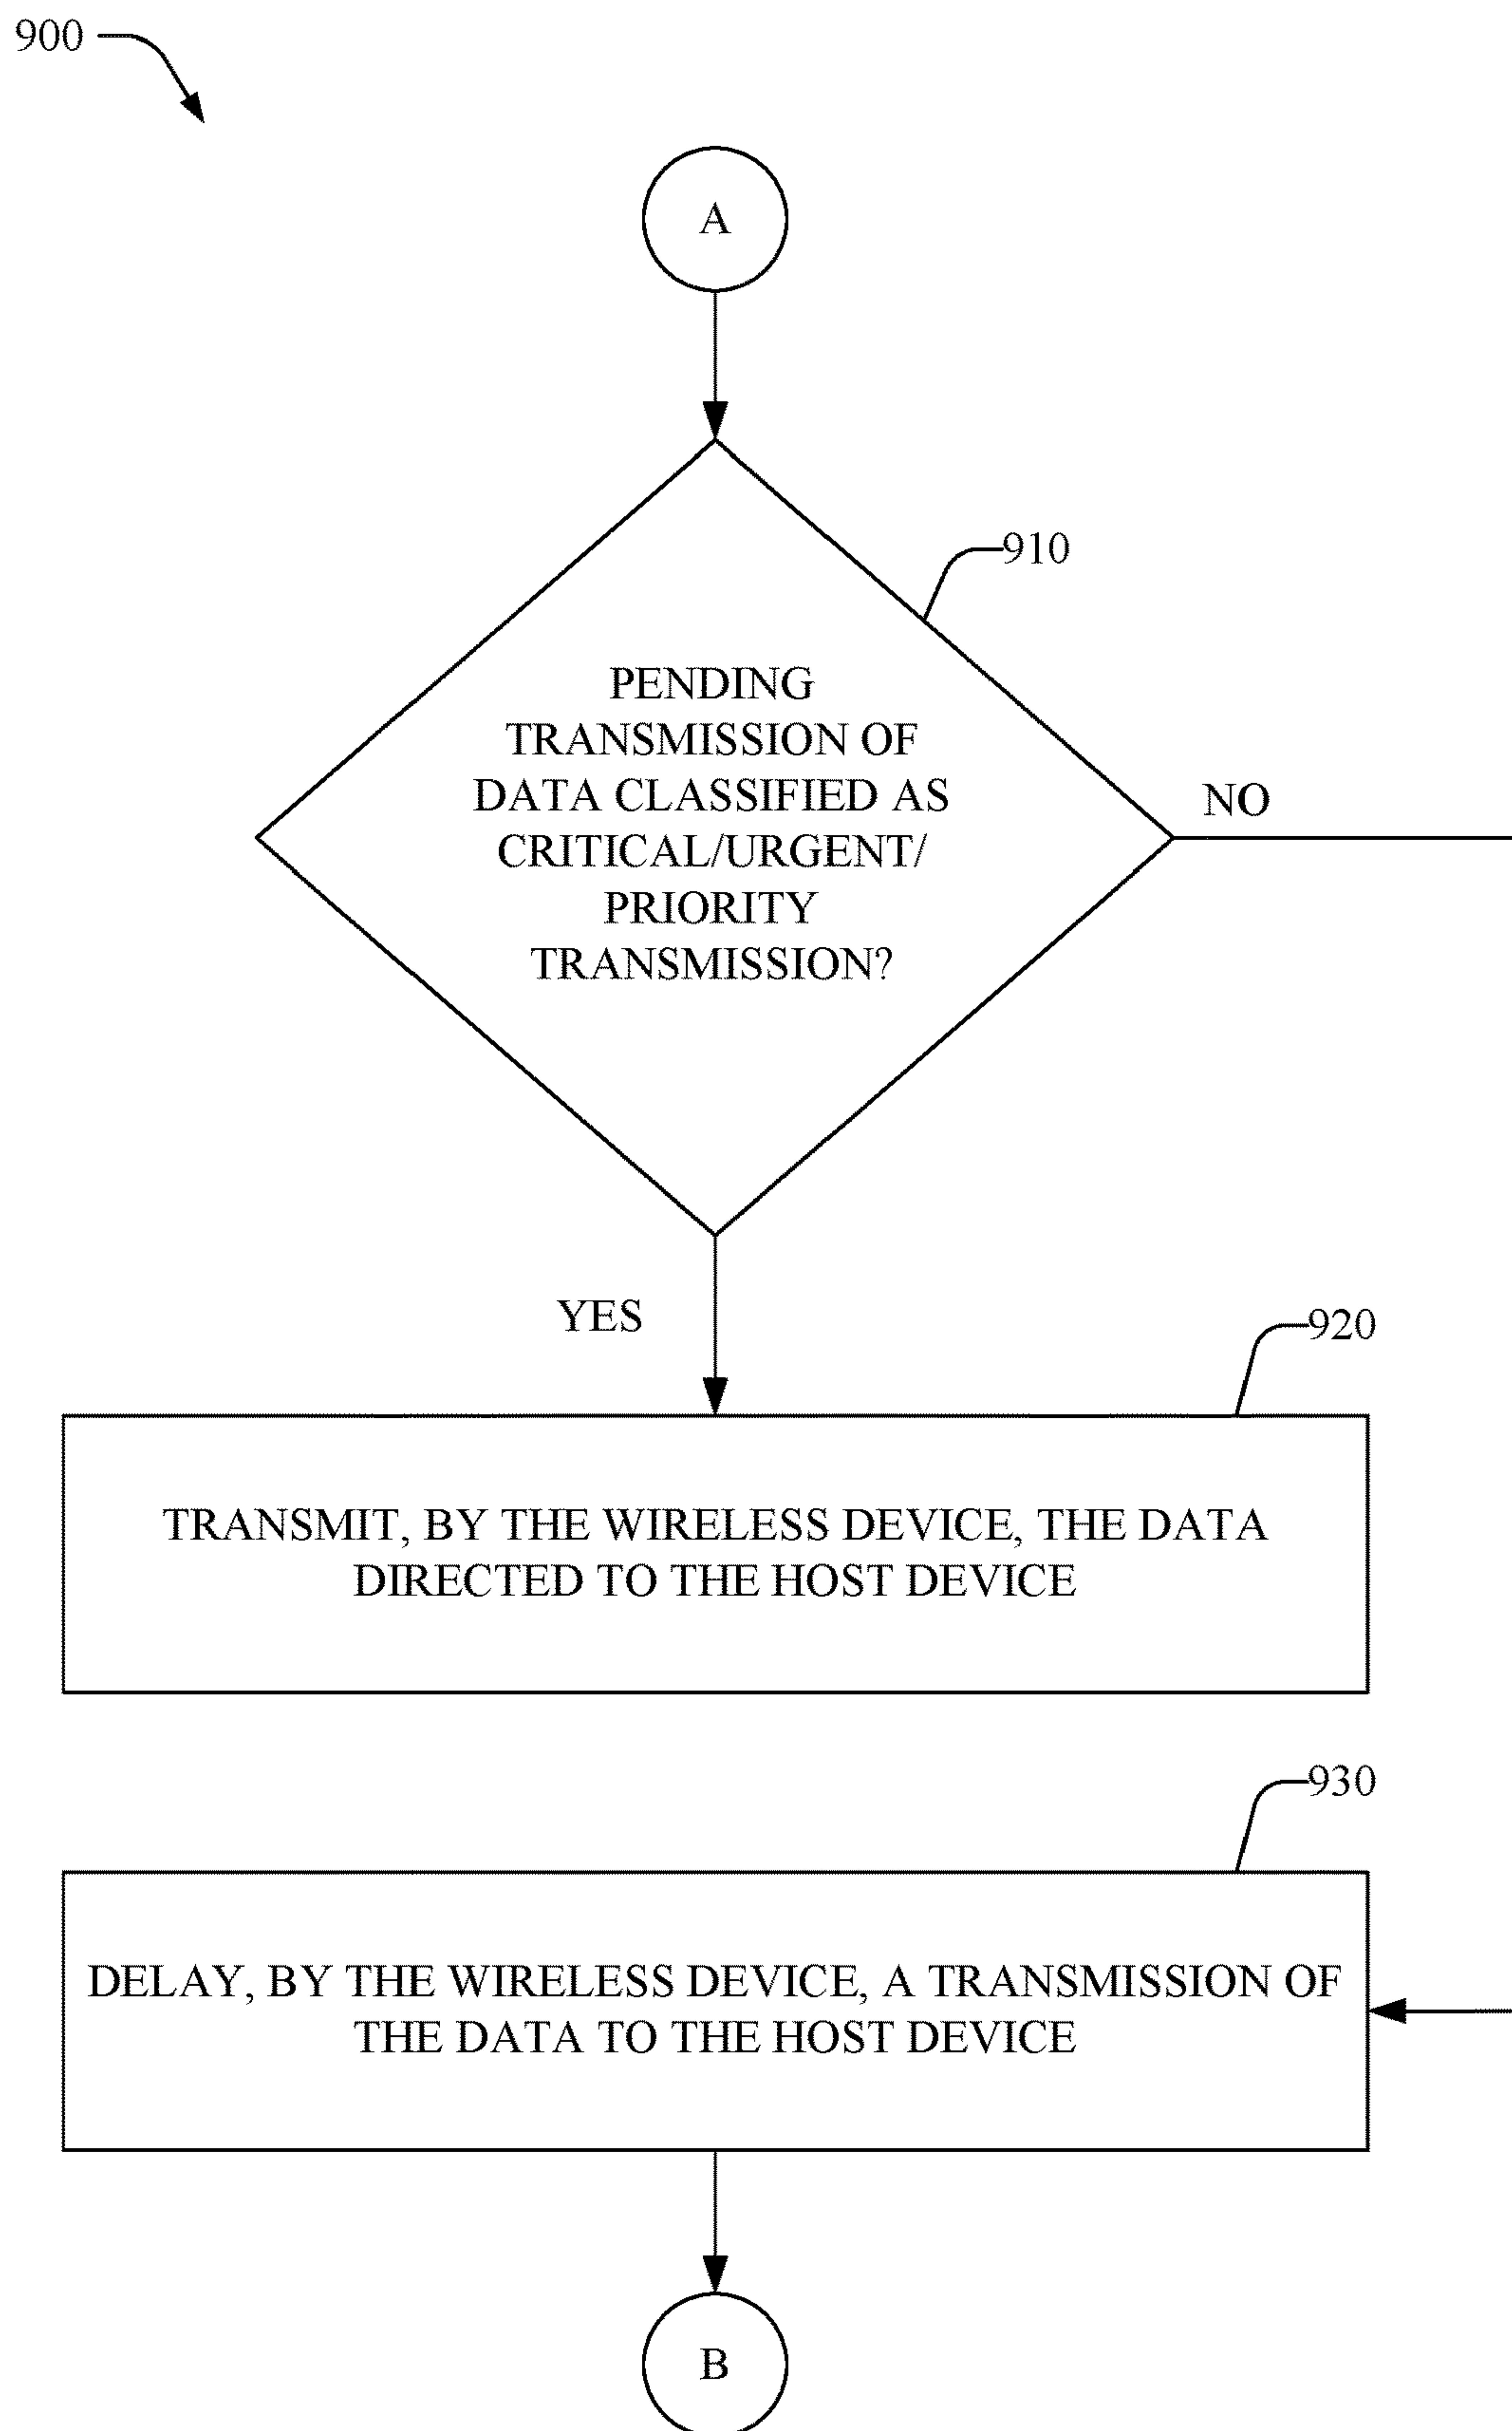 900
A
910
PENDING
TRANSMISSION OF
DATA CLASSIFIED AS
CRITICAL/URGENT/
PRIORITY
TRANSMISSION?
NO
YES
920
TRANSMIT, BY THE WIRELESS DEVICE, THE DATA
DIRECTED TO THE HOST DEVICE
930
DELAY, BY THE WIRELESS DEVICE, A TRANSMISSION OF
THE DATA TO THE HOST DEVICE
B